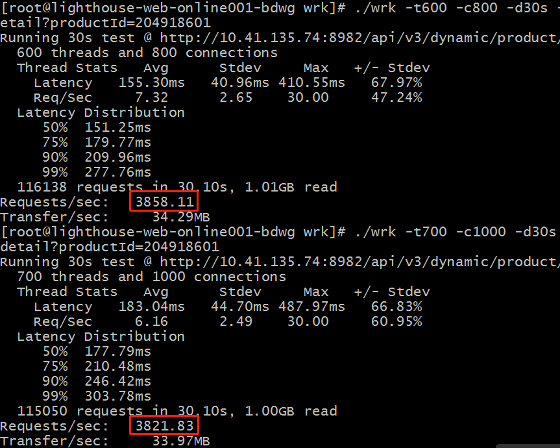 [root@lighthouse-web-online001-bdwg wrk]# ./wrk -t600 -c800 -d30s -
etail?productId=204918601
Running 30s test @ http://10.41.135.74:8982/api/v3/dynamic/product,
600 threads and 800 connections
Thread Stats Avg Stdev Max +/- Stdev
Latency 155.30ms 40.96ms 410.55ms 67.97%
Req/Sec 7.32 2.65 30.00 47.24%
Latency Distribution
50% 151.25ms
75% 179.77ms
90% 209.96ms
99% 277.76ms
116138 requests in 30.10s, 1.01GB read
Requests/sec: 3858.11
Transfer/sec: 34.29MB
[root@lighthouse-web-online001-bdwg wrk]# ./wrk -t700 -c1000 -d30s
detail?productId=204918601
Running 30s test @ http://10.41.135.74:8982/api/v3/dynamic/product,
700 threads and 1000 connections
Thread Stats Avg Stdev Max +/- Stdev
Latency 183.04ms 44.70ms 487.97ms 66.83%
Req/Sec 6.16 2.49 30.00 60.95%
Latency Distribution
50% 177.79ms
75% 210.48ms
90% 246.42ms
99% 303.78ms
115050 requests in 30.10s, 1.00GB read
Requests/sec: 3821.83
Transfer/sec: 33.97MB